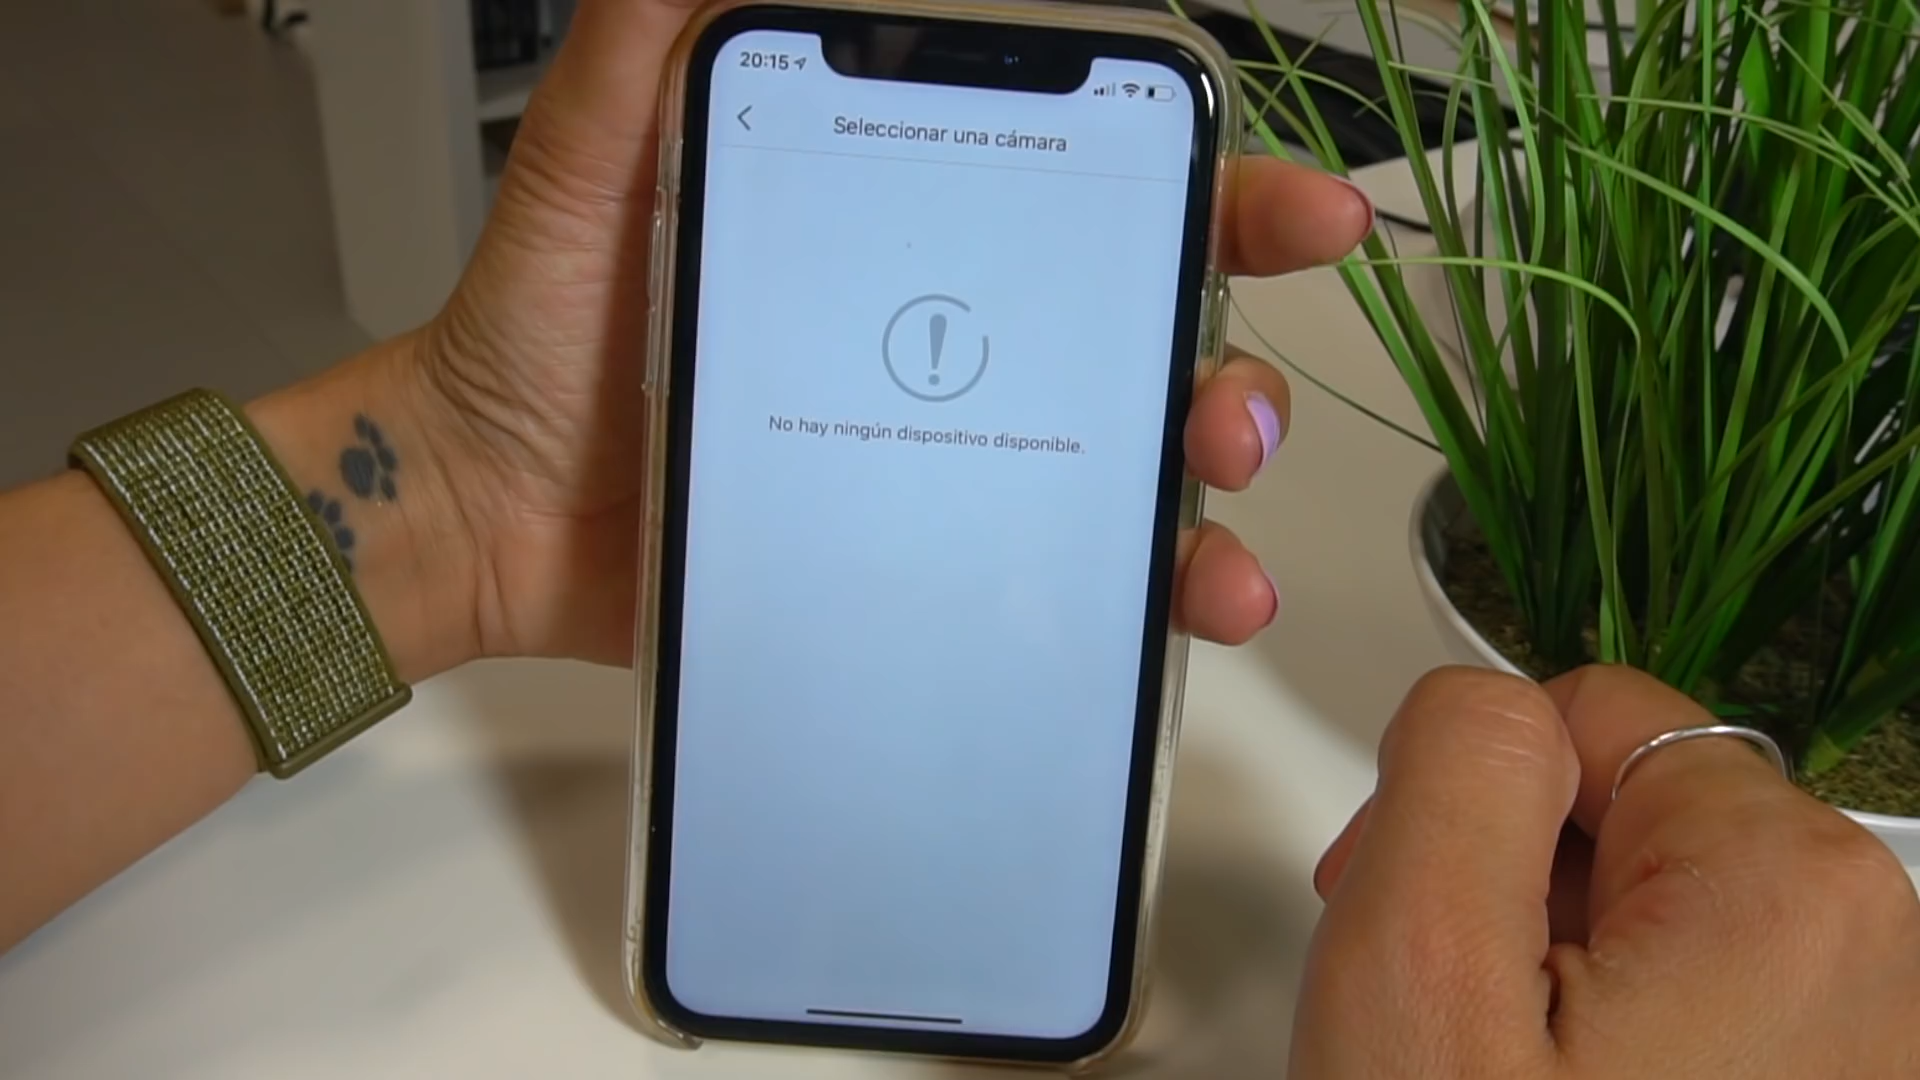 20:15
Seleccionar una cámara
No hay ningún dispositivo disponible.